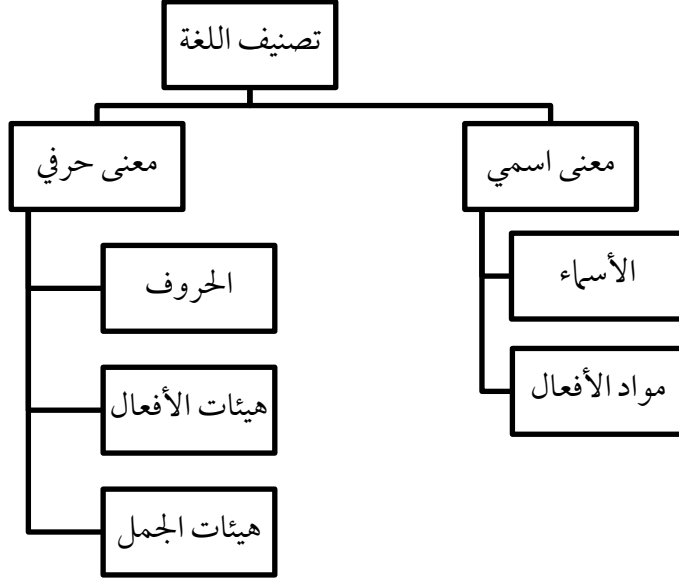 تصنيف اللغة
معنى اسمي
الأسماء
مواد الأفعال
معنى حرفي
الحروف
هيئات الأفعال
هيئات الجمل